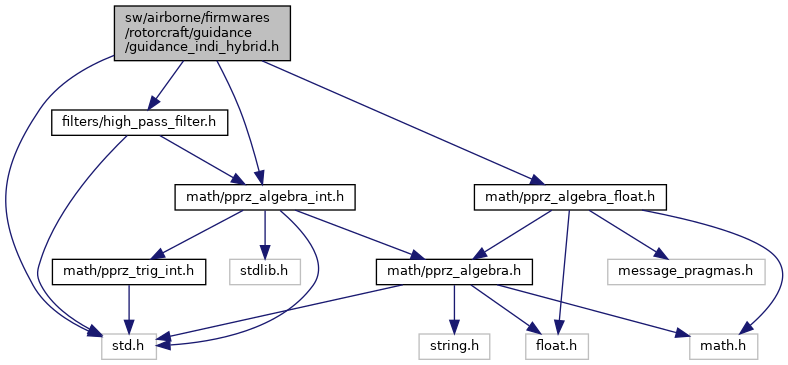 sw/airborne/firmwares
/rotorcraft/guidance
/guidance_indi_hybrid.h
filters/high_pass_filter.h
math/pprz_algebra_int.h
math/pprz_algebra_float.h
math/pprz_trig_int.h
stdlib.h
math/pprz_algebra.h
message_pragmas.h
std.h
string.h
float.h
math.h